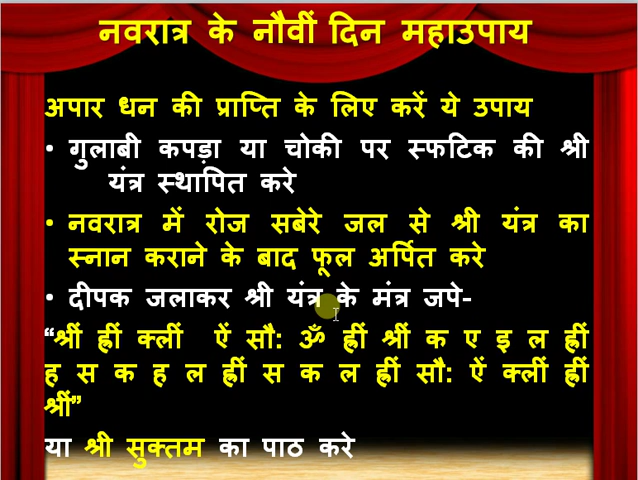 नवरात्र के नौवीं दिन महाउपाय
अपार धन की प्राप्ति के लिए करें ये उपाय
• गुलाबी कपड़ा या चोकी पर स्फटिक की श्री
यंत्र स्थापित करे
• नवरात्र में रोज सबेरे जल से श्री यंत्र का
स्नान कराने के बाद फूल अर्पित करे
• दीपक जलाकर श्री यंत्र के मंत्र जपे-
“श्रीं ह्रीं क्लीं ऐं सौ: ॐ ह्रीं श्रीं क ए इ ल ह्रीं
ह स क ह ल ह्रीं स क ल ह्रीं सौ: ऐं क्लीं ह्रीं
श्रीं”
या श्री सुक्तम का पाठ करे